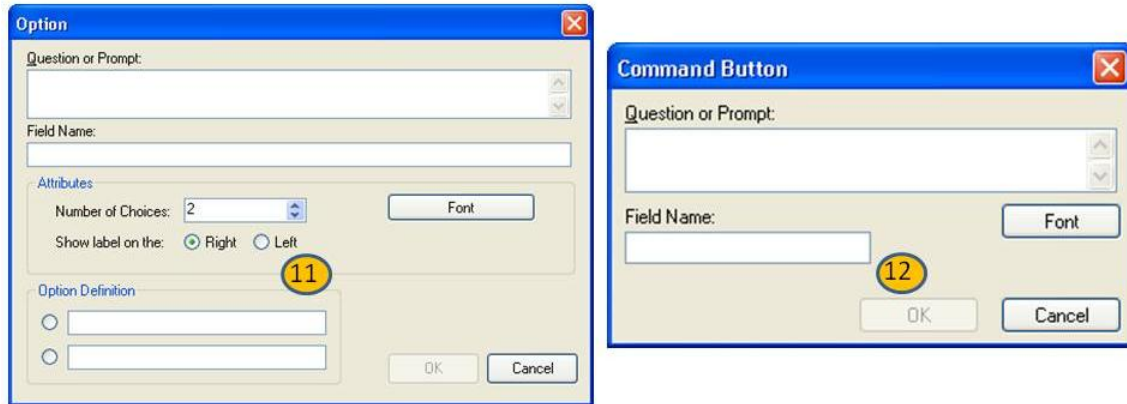 Option
Question or Prompt:
Field Name:
Attributes
Number of Choices: 2
Font
Show label on the: Right Left
11
Option Definition
OK Cancel
Command Button
Question or Prompt:
Field Name:
Font
12
OK Cancel